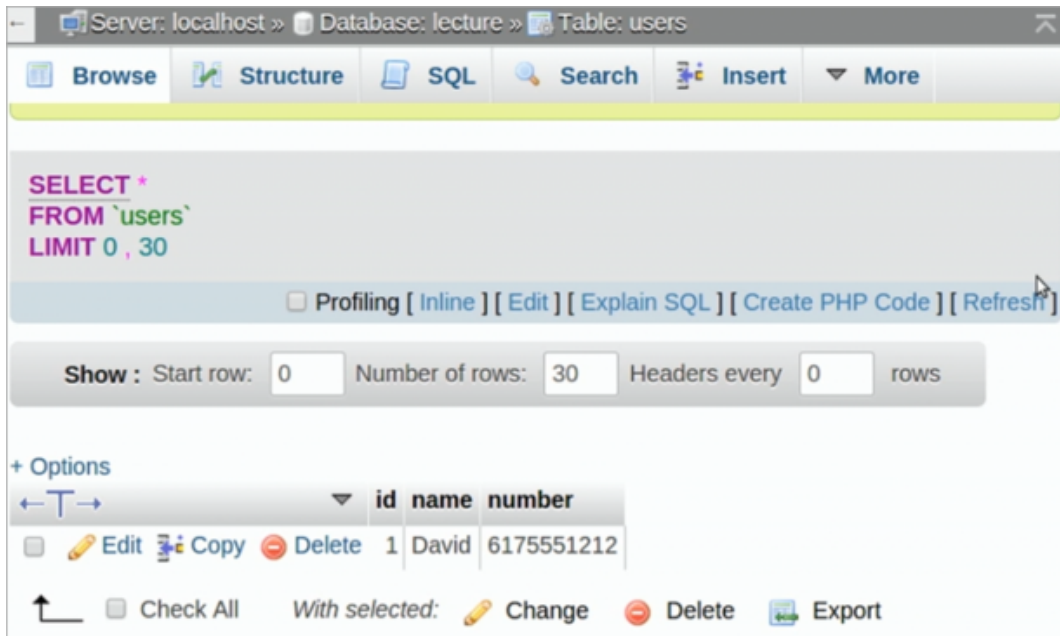 Server: localhost » Database: lecture » Table: users
Browse Structure SQL Search Insert More
SELECT *
FROM `users`
LIMIT 0 , 30
Profiling [ Inline ] [ Edit ] [ Explain SQL ] [ Create PHP Code ] [ Refresh ]
Show : Start row: 0 Number of rows: 30 Headers every 0 rows
+ Options
id name number
Edit Copy Delete 1 David 6175551212
Check All With selected: Change Delete Export